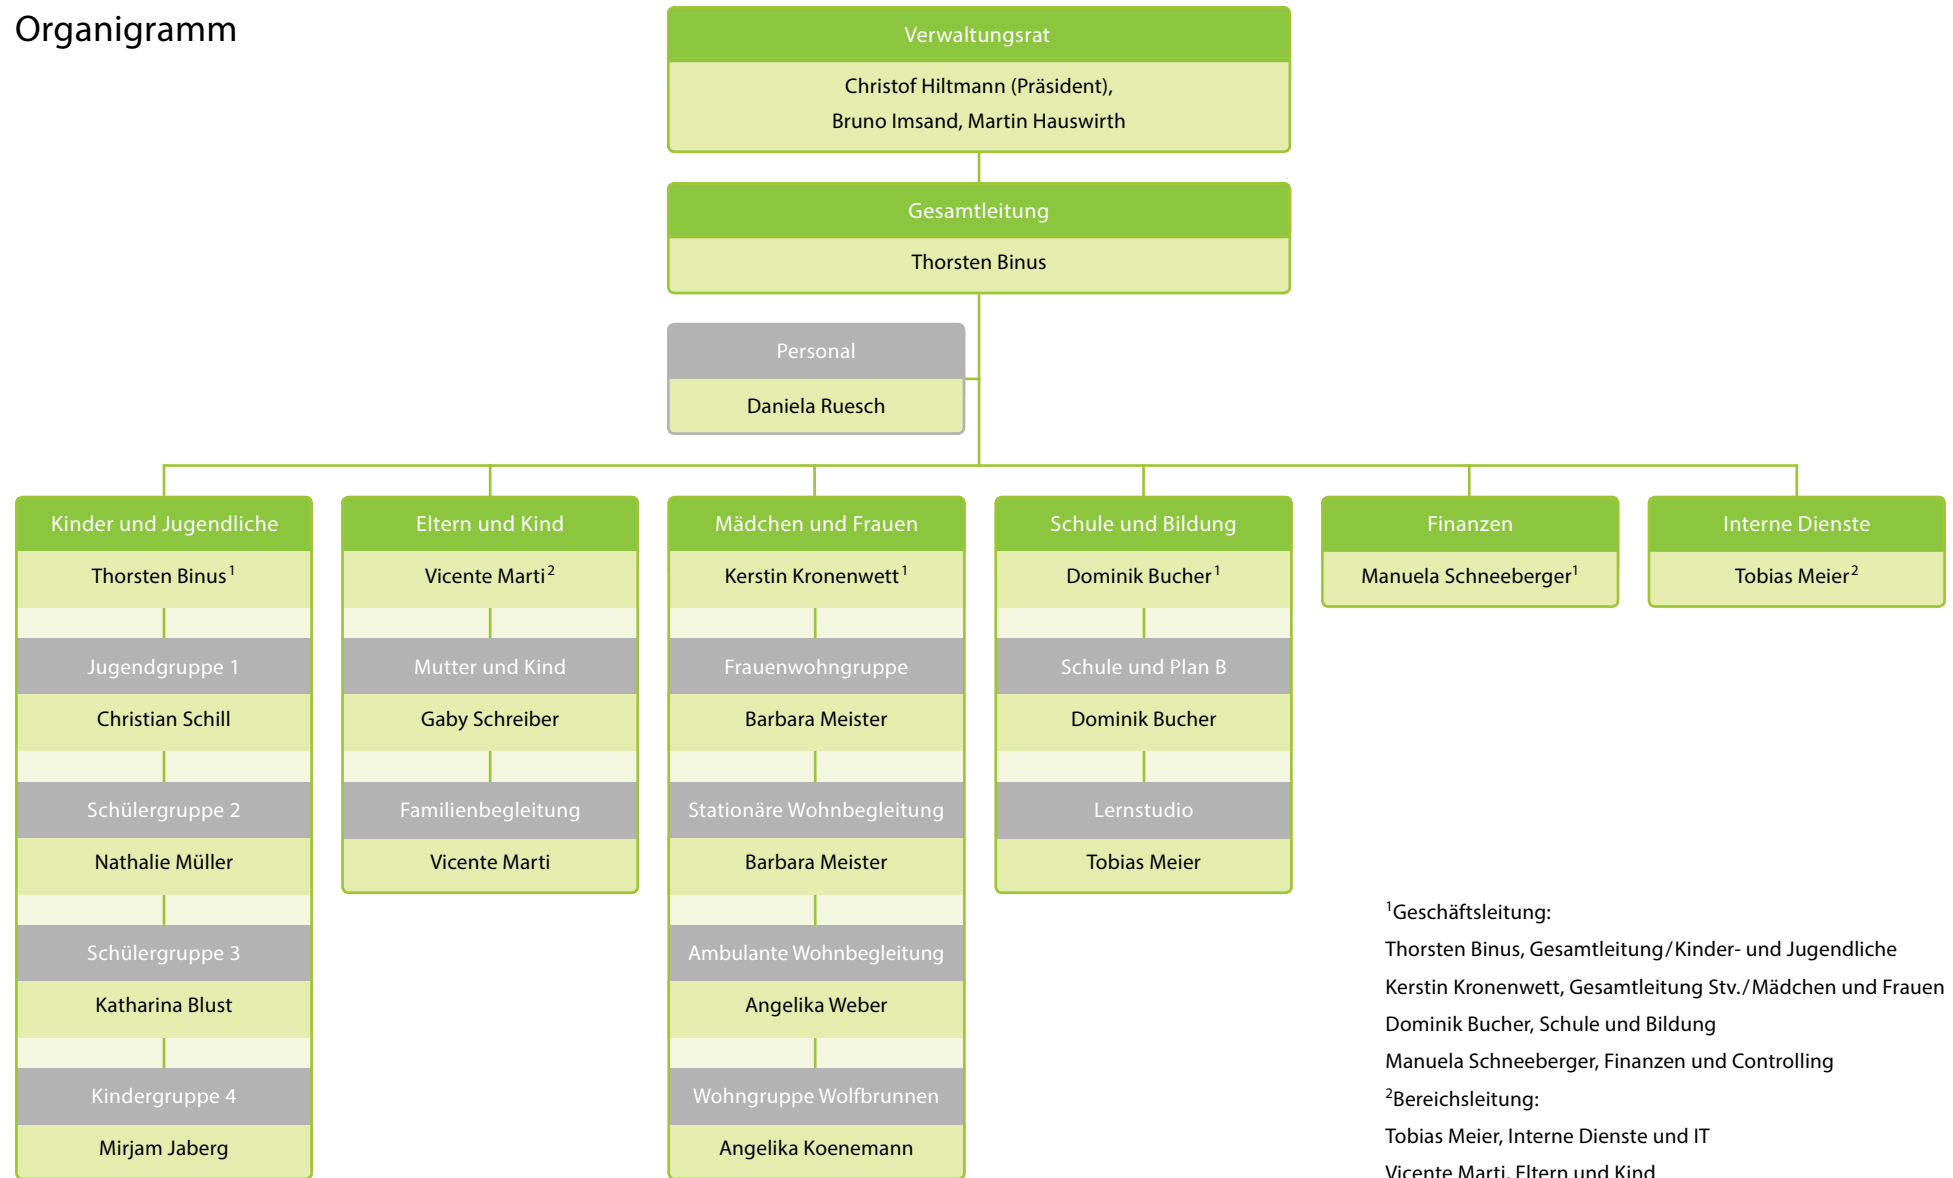 Organigramm
Verwaltungsrat
Christof Hiltmann (Präsident),
Bruno Imsand, Martin Hauswirth
Gesamtleitung
Thorsten Binus
Personal
Daniela Ruesch
Kinder und Jugendliche
Thorsten Binus¹
Jugendgruppe 1
Christian Schill
Schülergruppe 2
Nathalie Müller
Schülergruppe 3
Katharina Blust
Kindergruppe 4
Mirjam Jaberg
Eltern und Kind
Vicente Marti²
Mutter und Kind
Gaby Schreiber
Familienbegleitung
Vicente Marti
Mädchen und Frauen
Kerstin Kronenwett¹
Frauenwohngruppe
Barbara Meister
Stationäre Wohnbegleitung
Barbara Meister
Ambulante Wohnbegleitung
Angelika Weber
Wohngruppe Wolfbrunnen
Angelika Koenemann
Schule und Bildung
Dominik Bucher¹
Schule und Plan B
Dominik Bucher
Lernstudio
Tobias Meier
Finanzen
Manuela Schneeberger¹
Interne Dienste
Tobias Meier²
¹Geschäftsleitung:
Thorsten Binus, Gesamtleitung/Kinder- und Jugendliche
Kerstin Kronenwett, Gesamtleitung Stv./Mädchen und Frauen
Dominik Bucher, Schule und Bildung
Manuela Schneeberger, Finanzen und Controlling
²Bereichsleitung:
Tobias Meier, Interne Dienste und IT
Vicente Marti, Eltern und Kind